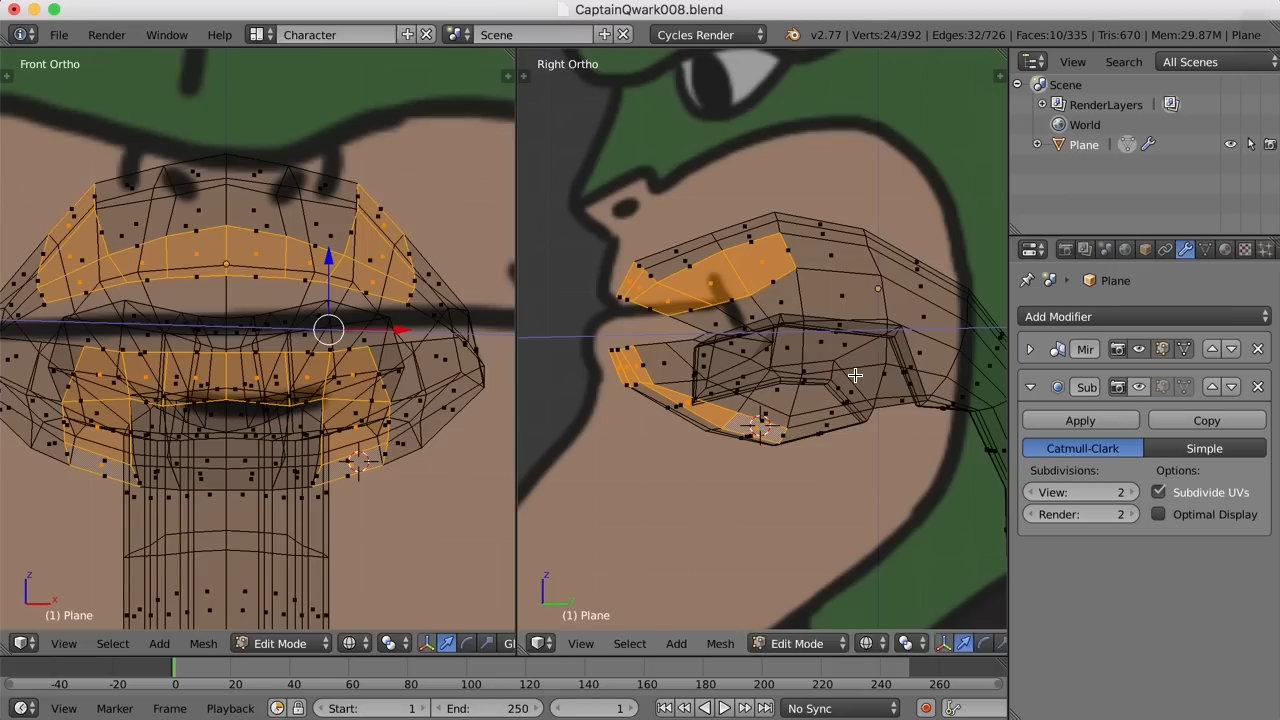 CaptainQwark008.blend
File Render Window Help Character Scene Cycles Render v2.77 | Verts:24/392 | Edges:32/726 | Faces:10/335 | Tris:670 | Mem:29.87M | Plane
Front Ortho
Right Ortho
View Search All Scenes
Scene
RenderLayers
World
Plane
Plane
Add Modifier
Mir
Sub
Apply Copy
Catmull-Clark Simple
Subdivisions: Options:
View: 2 Subdivide UVs
Render: 2 Optimal Display
z x
(1) Plane
z y
(1) Plane
View Select Add Mesh Edit Mode Gl
View Select Add Mesh Edit Mode
-40 -20 0 20 40 60 80 100 120 140 160 180 200 220 240 260
View Marker Frame Playback Start: 1 End: 250 1 No Sync